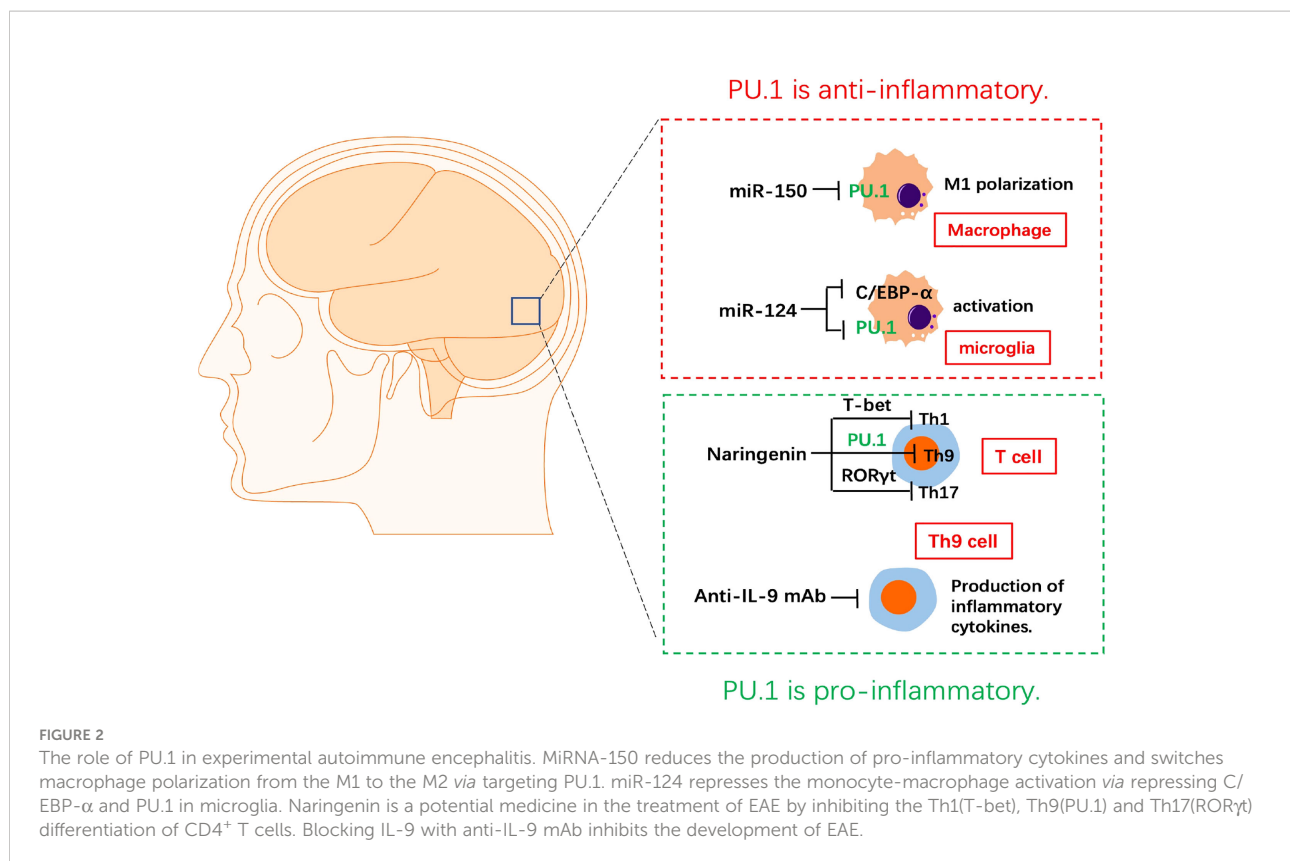 PU.1 is anti-inflammatory.
miR-150
PU.1
M1 polarization
Macrophage
miR-124
C/EBP-α
PU.1
activation
microglia
T-bet
Th1
Naringenin
PU.1
Th9
T cell
RORγt
Th17
Th9 cell
Anti-IL-9 mAb
Production of
inflammatory
cytokines.
PU.1 is pro-inflammatory.
FIGURE 2
The role of PU.1 in experimental autoimmune encephalitis. MiRNA-150 reduces the production of pro-inflammatory cytokines and switches
macrophage polarization from the M1 to the M2 via targeting PU.1. miR-124 represses the monocyte-macrophage activation via repressing C/
EBP-α and PU.1 in microglia. Naringenin is a potential medicine in the treatment of EAE by inhibiting the Th1(T-bet), Th9(PU.1) and Th17(RORγt)
differentiation of CD4⁺ T cells. Blocking IL-9 with anti-IL-9 mAb inhibits the development of EAE.